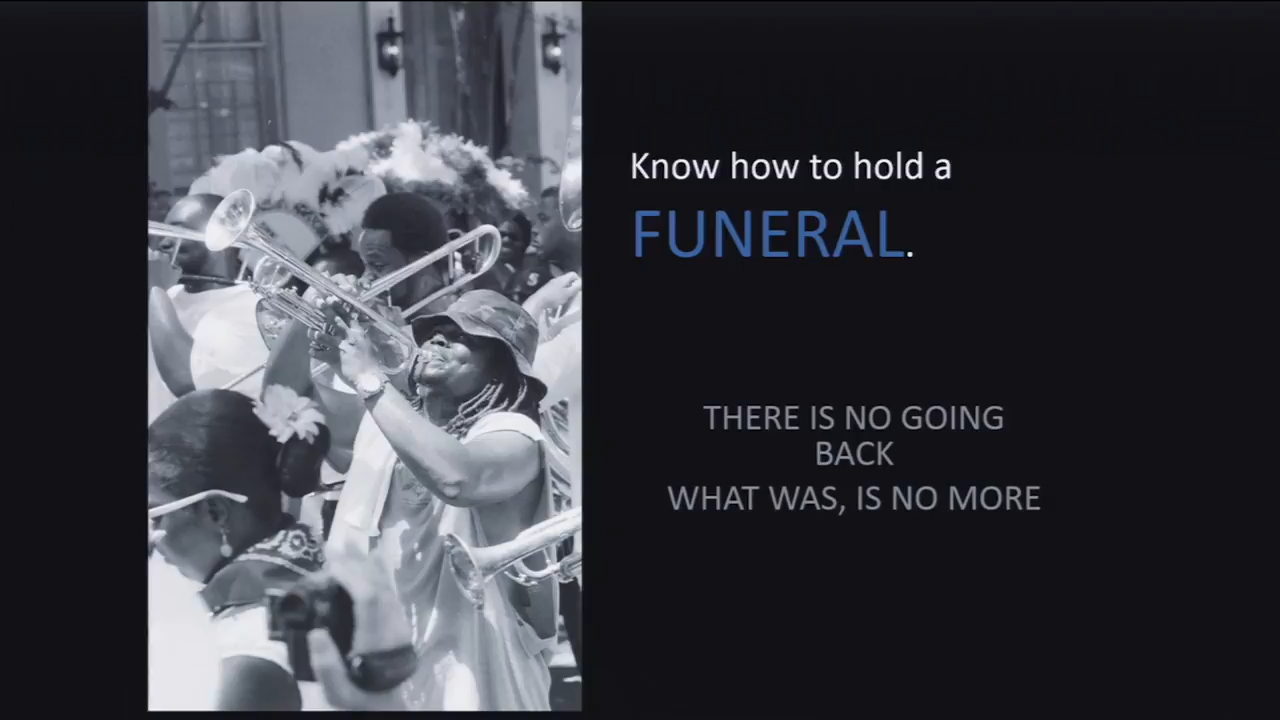 Know how to hold a
FUNERAL.
THERE IS NO GOING
BACK
WHAT WAS, IS NO MORE